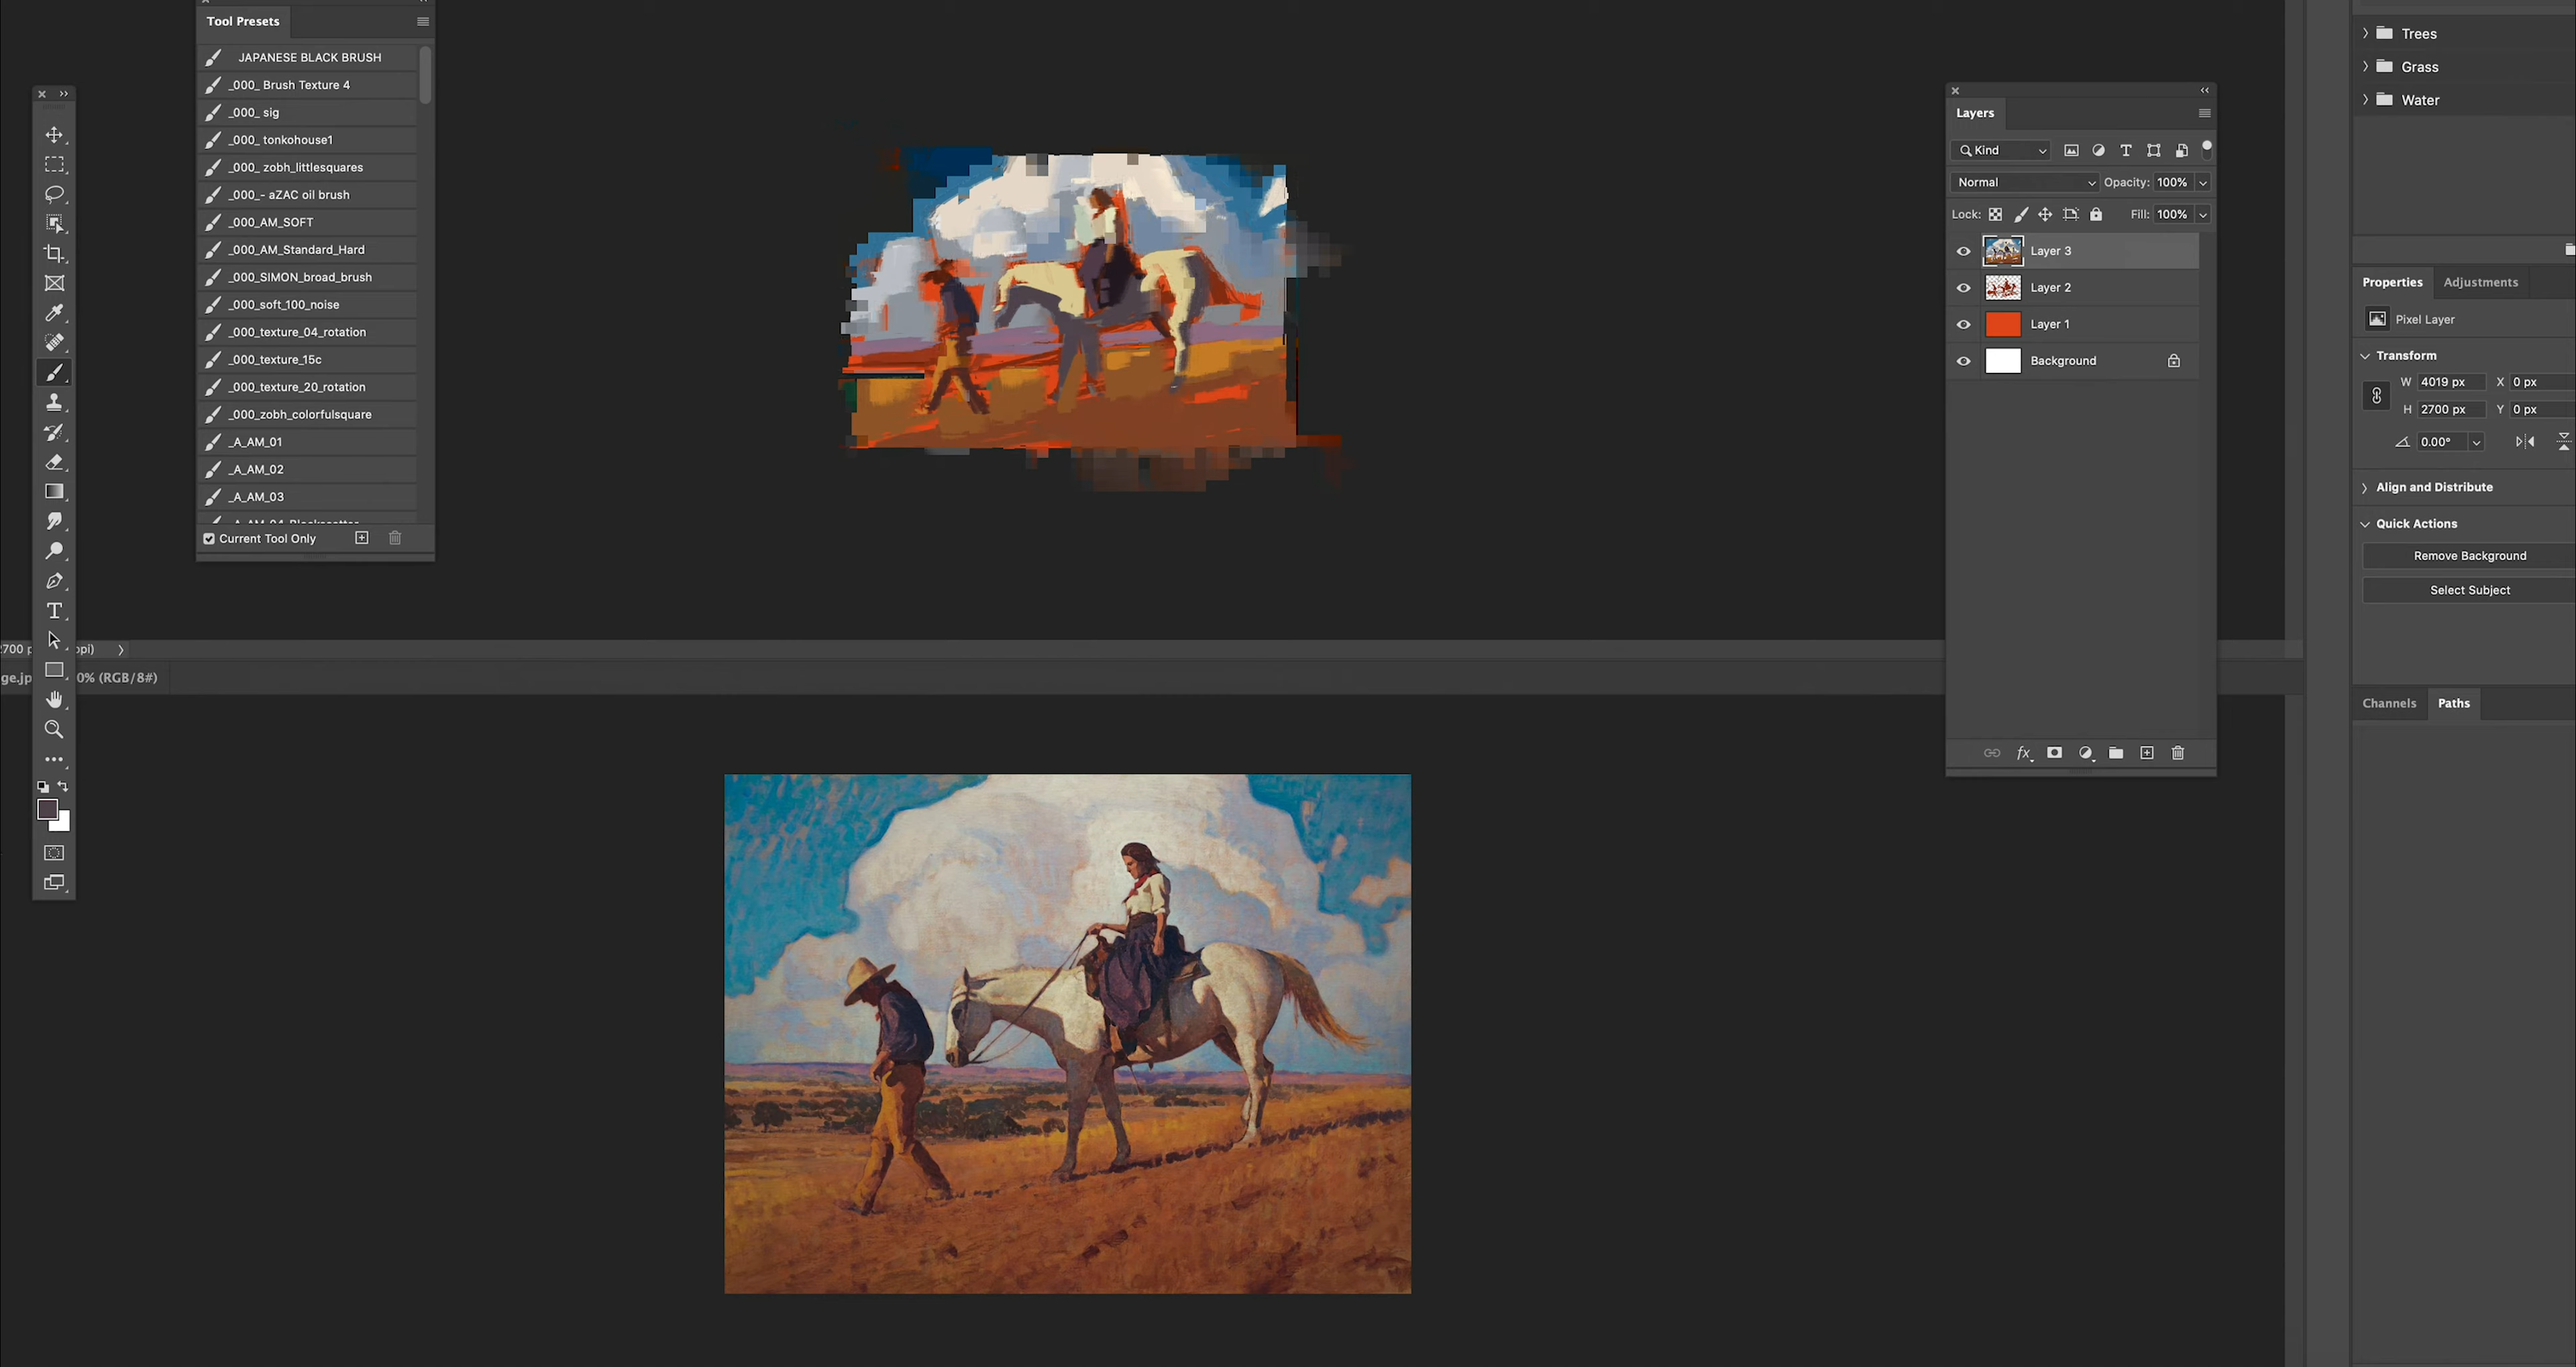 Tool Presets
JAPANESE BLACK BRUSH
_000_ Brush Texture 4
_000_ sig
_000_ tonkohouse1
_000_ zobh_littlesquares
_000_- aZAC oil brush
_000_AM_SOFT
_000_AM_Standard_Hard
_000_SIMON_broad_brush
_000_soft_100_noise
_000_texture_04_rotation
_000_texture_15c
_000_texture_20_rotation
_000_zobh_colorfulsquare
_A_AM_01
_A_AM_02
_A_AM_03
Current Tool Only
ge.jp
0% (RGB/8#)
Layers
Kind
Normal
Opacity: 100%
Lock:
Fill: 100%
Layer 3
Layer 2
Layer 1
Background
fx
Trees
Grass
Water
Properties
Adjustments
Pixel Layer
Transform
W 4019 px X 0 px
H 2700 px Y 0 px
0.00°
Align and Distribute
Quick Actions
Remove Background
Select Subject
Channels
Paths